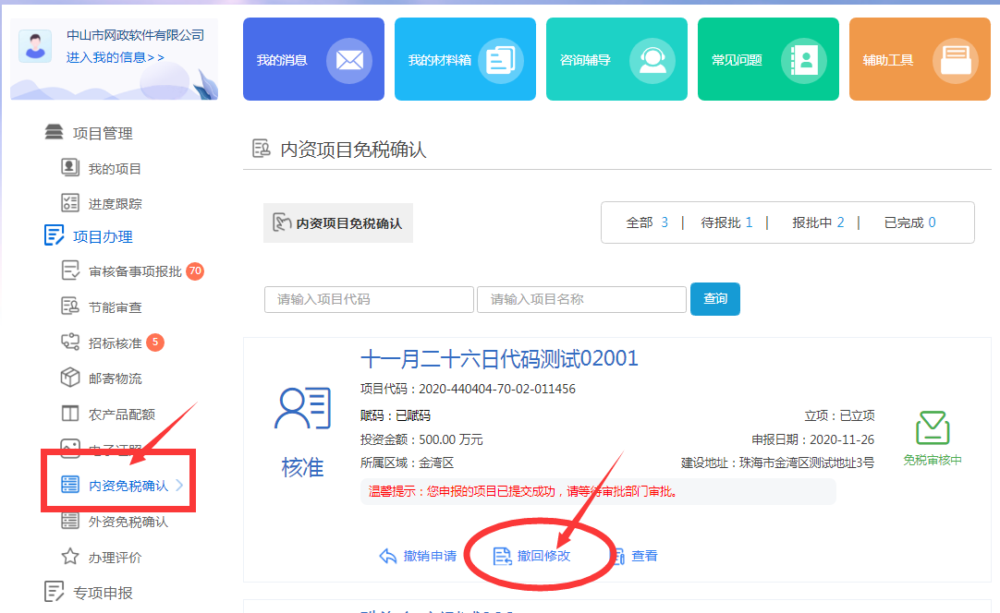 中山市网政软件有限公司
进入我的信息>>
我的消息
我的材料箱
咨询辅导
常见问题
辅助工具
项目管理
我的项目
进度跟踪
项目办理
审核备事项报批 70
节能审查
招标核准 5
邮寄物流
农产品配额
电子证照
内资免税确认
外资免税确认
办理评价
专项申报
内资项目免税确认
内资项目免税确认
全部 3 | 待报批 1 | 报批中 2 | 已完成 0
请输入项目代码
请输入项目名称
查询
十一月二十六日代码测试02001
项目代码：2020-440404-70-02-011456
赋码：已赋码
立项：已立项
投资金额：500.00 万元
申报日期：2020-11-26
所属区域：金湾区
建设地址：珠海市金湾区测试地址3号
核准
免税审核中
温馨提示：您申报的项目已提交成功，请等待审批部门审批。
撤销申请
撤回修改
查看